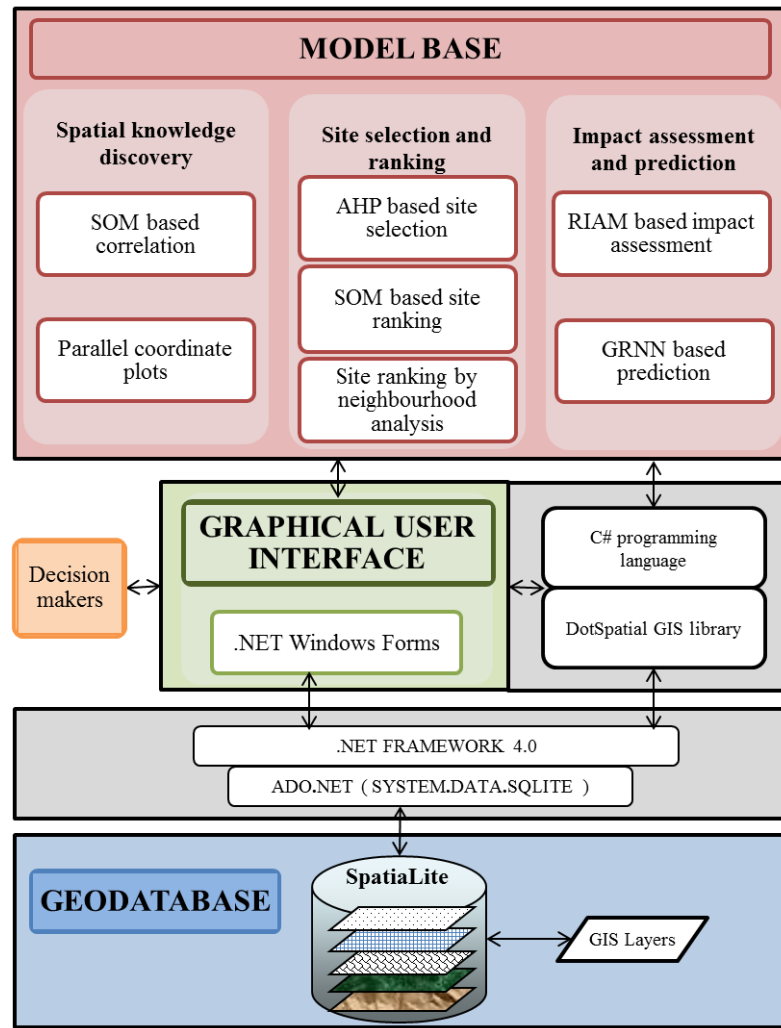 MODEL BASE
Spatial knowledge
discovery
SOM based
correlation
Parallel coordinate
plots
Site selection and
ranking
AHP based site
selection
SOM based site
ranking
Site ranking by
neighbourhood
analysis
Impact assessment
and prediction
RIAM based impact
assessment
GRNN based
prediction
Decision
makers
GRAPHICAL USER
INTERFACE
.NET Windows Forms
C# programming
language
DotSpatial GIS library
.NET FRAMEWORK 4.0
ADO.NET ( SYSTEM.DATA.SQLITE )
GEODATABASE
SpatiaLite
GIS Layers